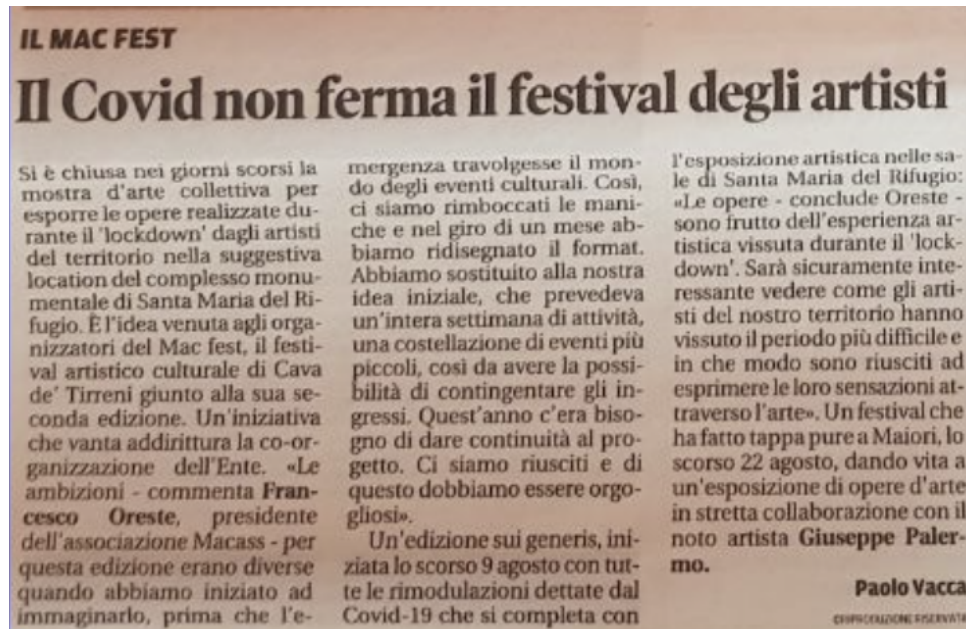 IL MAC FEST
Il Covid non ferma il festival degli artisti
Si è chiusa nei giorni scorsi la
mostra d'arte collettiva per
esporre le opere realizzate du-
rante il 'lockdown' dagli artisti
del territorio nella suggestiva
location del complesso monu-
mentale di Santa Maria del Ri-
fugio. È l'idea venuta agli orga-
nizzatori del Mac fest, il festi-
val artistico culturale di Cava
de' Tirreni giunto alla sua se-
conda edizione. Un'iniziativa
che vanta addirittura la co-or-
ganizzazione dell'Ente. «Le
ambizioni - commenta Fran-
cesco Oreste, presidente
dell'associazione Macass - per
questa edizione erano diverse
quando abbiamo iniziato ad
immaginarlo, prima che l'e-
mergenza travolgesse il mon-
do degli eventi culturali. Così,
ci siamo rimboccati le mani-
che e nel giro di un mese ab-
biamo ridisegnato il format.
Abbiamo sostituito alla nostra
idea iniziale, che prevedeva
un'intera settimana di attività,
una costellazione di eventi più
piccoli, così da avere la possi-
bilità di contingentare gli in-
gressi. Quest'anno c'era biso-
gno di dare continuità al pro-
getto. Ci siamo riusciti e di
questo dobbiamo essere orgo-
gliosi».
Un'edizione sui generis, ini-
ziata lo scorso 9 agosto con tut-
te le rimodulazioni dettate dal
Covid-19 che si completa con
l'esposizione artistica nelle sa-
le di Santa Maria del Rifugio:
«Le opere - conclude Oreste -
sono frutto dell'esperienza ar-
tistica vissuta durante il 'lock-
down'. Sarà sicuramente inte-
ressante vedere come gli arti-
sti del nostro territorio hanno
vissuto il periodo più difficile e
in che modo sono riusciti ad
esprimere le loro sensazioni at-
traverso l'arte». Un festival che
ha fatto tappa pure a Maiori, lo
scorso 22 agosto, dando vita a
un'esposizione di opere d'arte
in stretta collaborazione con il
noto artista Giuseppe Paler-
mo.
Paolo Vacca
©RIPRODUZIONE RISERVATA